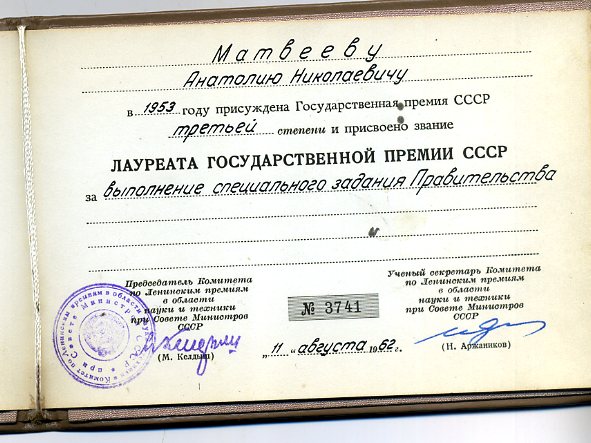 Матвееву
Анатолию Николаевичу
в 1953 году присуждена Государственная премия СССР
третьей степени и присвоено звание
ЛАУРЕАТА ГОСУДАРСТВЕННОЙ ПРЕМИИ СССР
за выполнение специального задания Правительства
Председатель Комитета
по Ленинским премиям
в области
науки и техники
при Совете Министров
СССР
(М. Келдыш)
№ 3741
Ученый секретарь Комитета
по Ленинским премиям
в области
науки и техники
при Совете Министров
СССР
(Н. Аржаников)
"11" августа 1962 г.